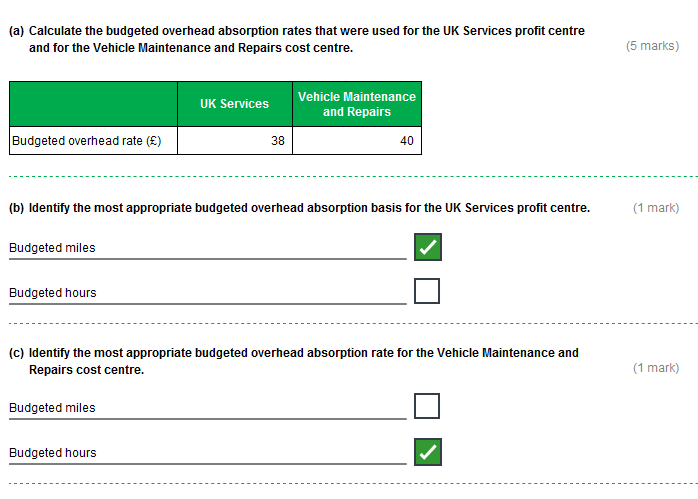 (a) Calculate the budgeted overhead absorption rates that were used for the UK Services profit centre
and for the Vehicle Maintenance and Repairs cost centre.
(5 marks)
UK Services
Vehicle Maintenance
and Repairs
Budgeted overhead rate (£) 38 40
(b) Identify the most appropriate budgeted overhead absorption basis for the UK Services profit centre. (1 mark)
Budgeted miles
Budgeted hours
(c) Identify the most appropriate budgeted overhead absorption rate for the Vehicle Maintenance and
Repairs cost centre.
(1 mark)
Budgeted miles
Budgeted hours